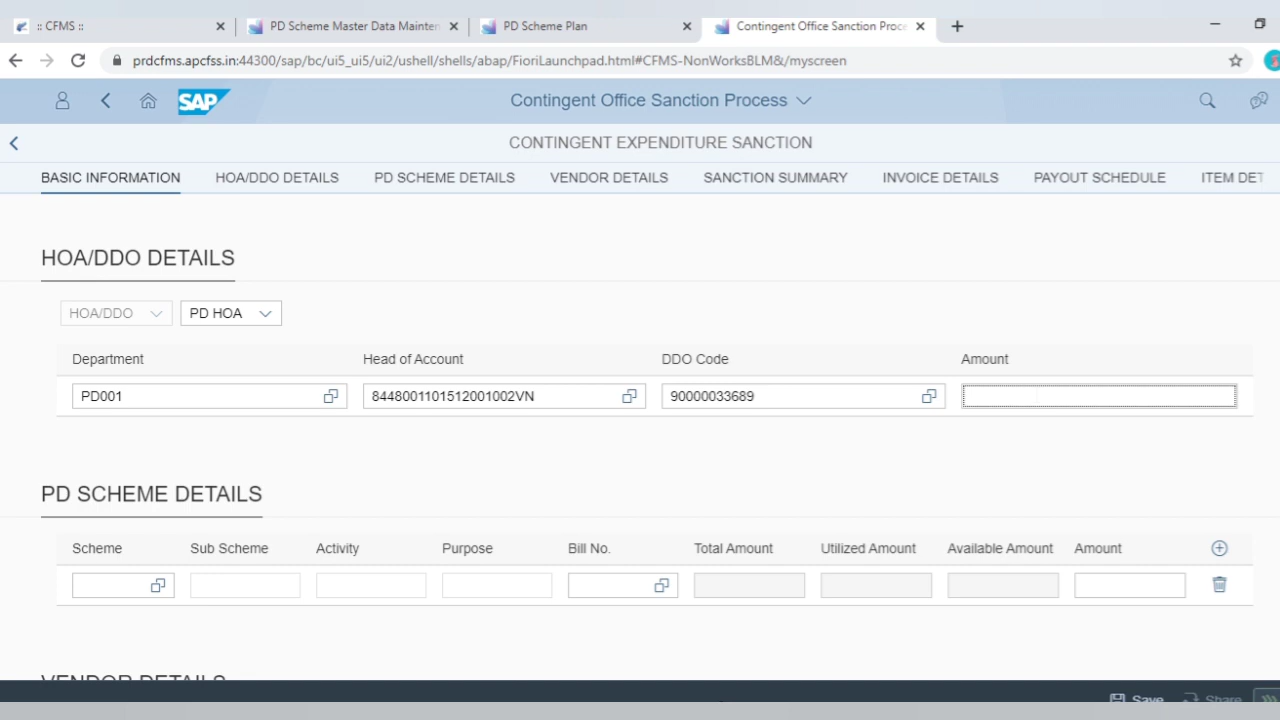 :: CFMS ::
PD Scheme Master Data Mainten
PD Scheme Plan
Contingent Office Sanction Proce
prdcfms.apcfss.in:44300/sap/bc/ui5_ui5/ui2/ushell/shells/abap/FioriLaunchpad.html#CFMS-NonWorksBLM&/myscreen
SAP
Contingent Office Sanction Process
CONTINGENT EXPENDITURE SANCTION
BASIC INFORMATION HOA/DDO DETAILS PD SCHEME DETAILS VENDOR DETAILS SANCTION SUMMARY INVOICE DETAILS PAYOUT SCHEDULE ITEM DET
HOA/DDO DETAILS
HOA/DDO PD HOA
Department Head of Account DDO Code Amount
PD001 8448001101512001002VN 90000033689
PD SCHEME DETAILS
Scheme Sub Scheme Activity Purpose Bill No. Total Amount Utilized Amount Available Amount Amount
VENDOR DETAILS
Save Share